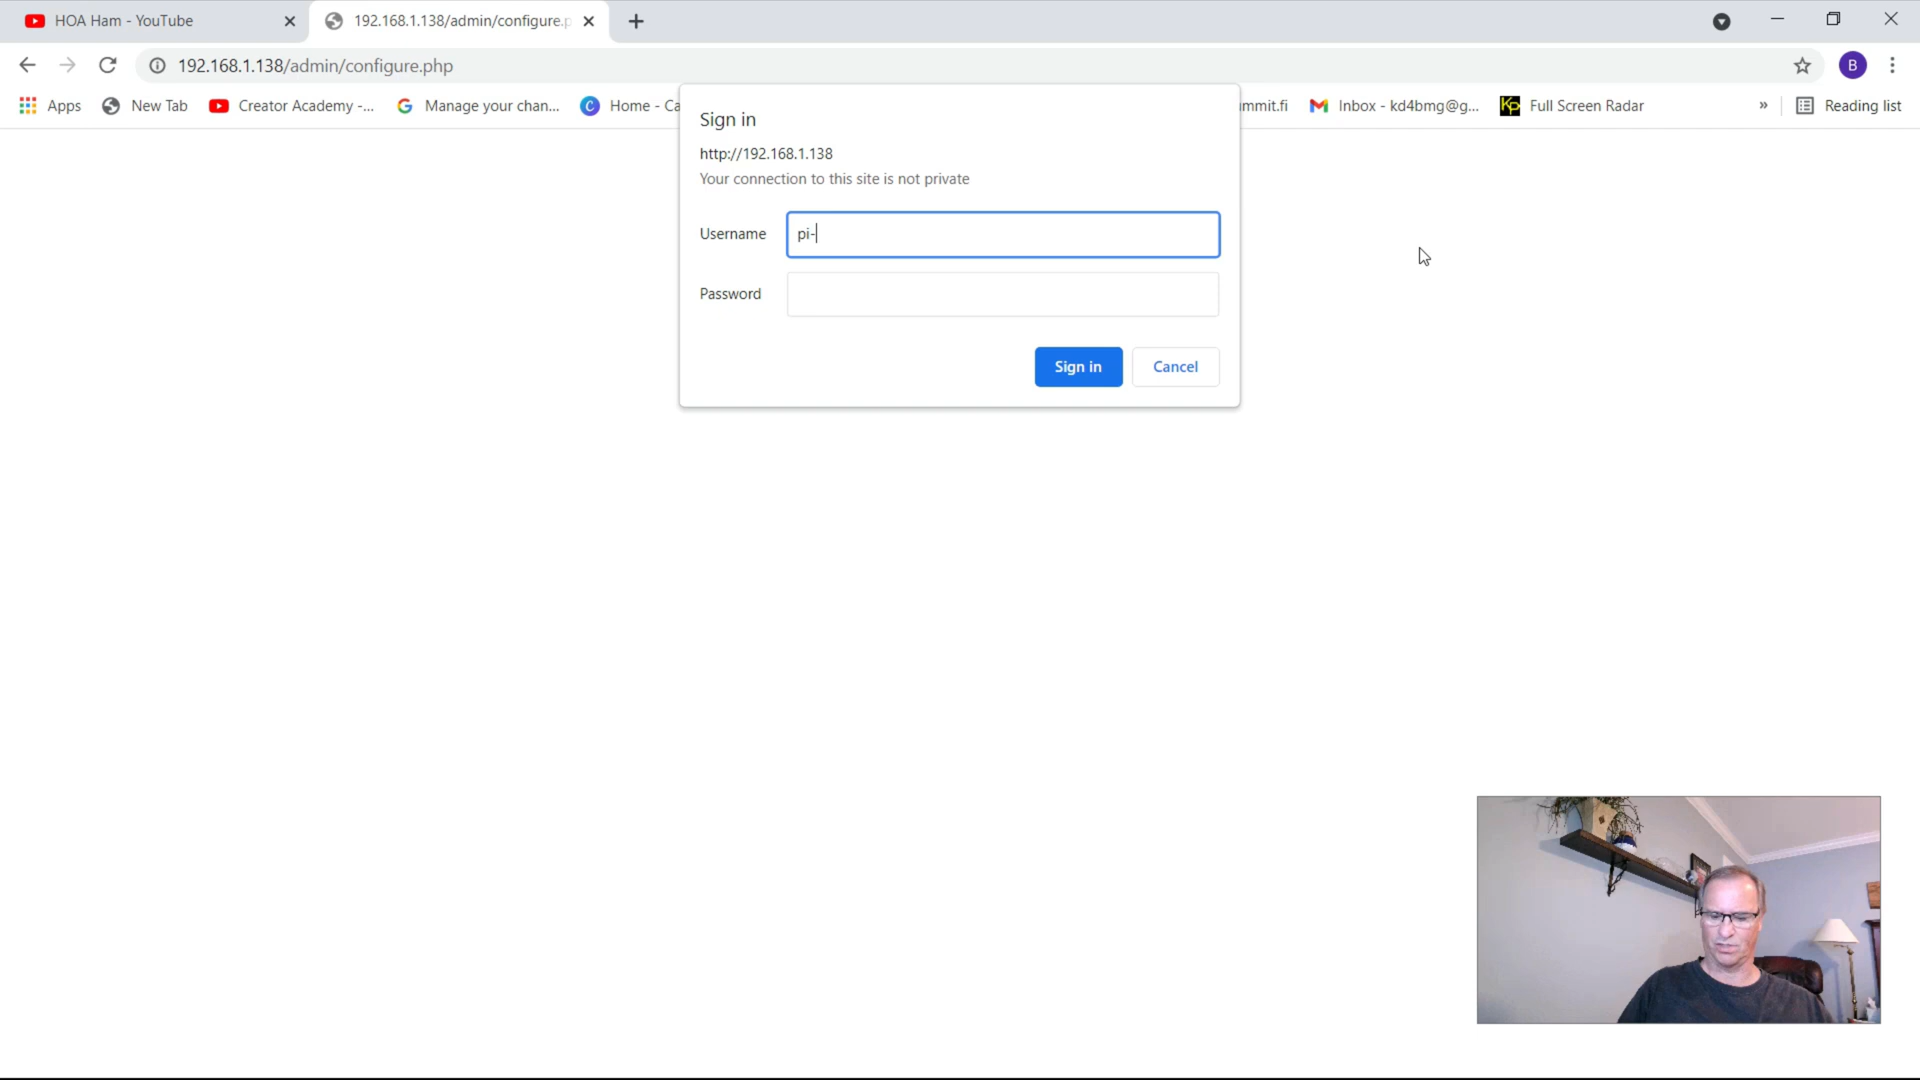 HOA Ham - YouTube
192.168.1.138/admin/configure.p
192.168.1.138/admin/configure.php
B
Apps
New Tab
Creator Academy -...
Manage your chan...
Home - Ca
mmit.fi
Inbox - kd4bmg@g...
Full Screen Radar
»
Reading list
Sign in
http://192.168.1.138
Your connection to this site is not private
Username
pi-
Password
Sign in
Cancel